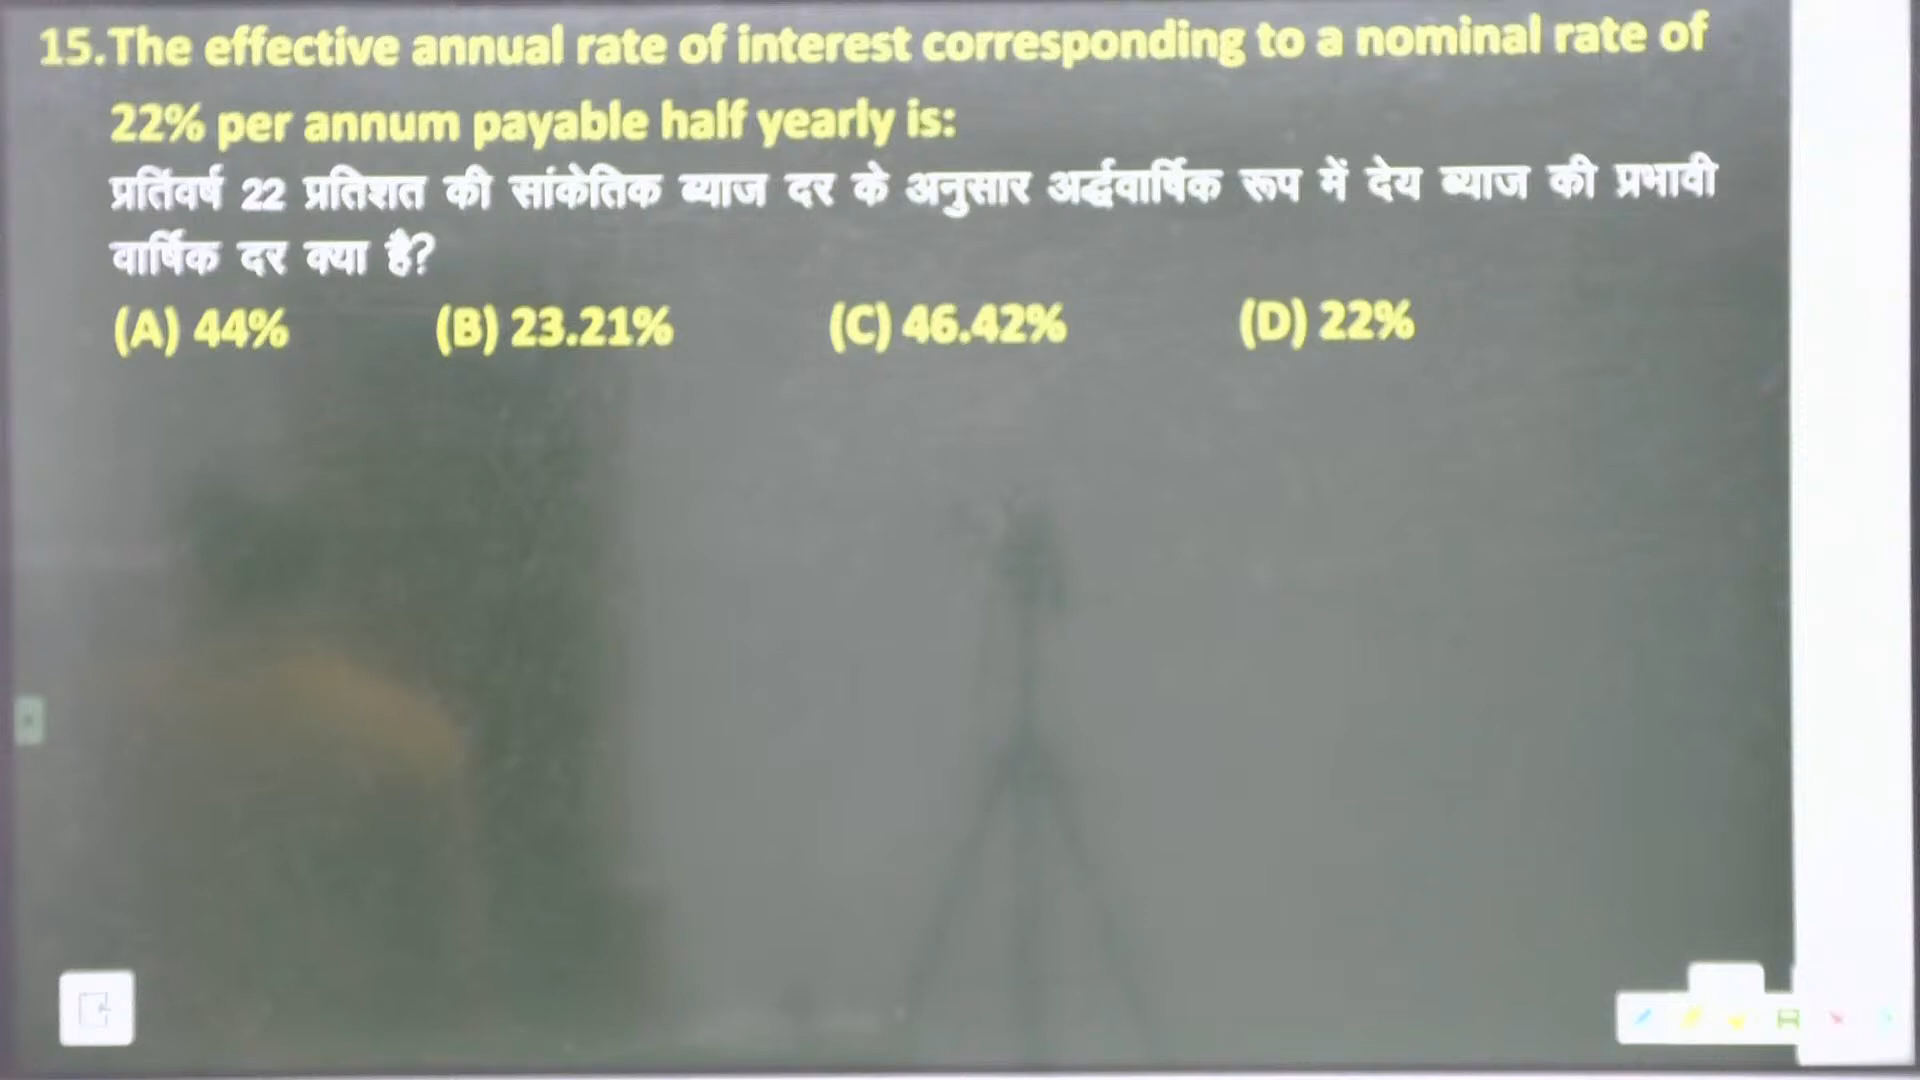 15.The effective annual rate of interest corresponding to a nominal rate of
22% per annum payable half yearly is:
प्रतिंवर्ष 22 प्रतिशत की सांकेतिक ब्याज दर के अनुसार अर्द्धवार्षिक रूप में देय ब्याज की प्रभावी
वार्षिक दर क्या है?
(A) 44% (B) 23.21% (C) 46.42% (D) 22%